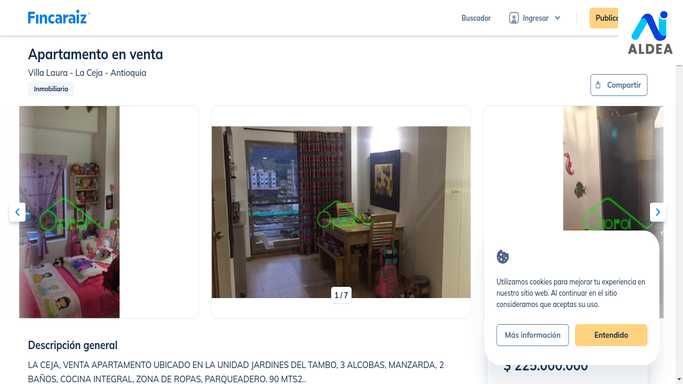 Fincaraiz
Buscador
Ingresar
Publica
ALDEA
Apartamento en venta
Villa Laura - La Ceja - Antioquia
Inmobiliario
Compartir
1 / 7
Utilizamos cookies para mejorar tu experiencia en
nuestro sitio web. Al continuar en el sitio
consideramos que aceptas su uso.
Más información
Entendido
Descripción general
$ 225.000.000
LA CEJA, VENTA APARTAMENTO UBICADO EN LA UNIDAD JARDINES DEL TAMBO, 3 ALCOBAS, MANZARDA, 2
BAÑOS, COCINA INTEGRAL, ZONA DE ROPAS, PARQUEADERO. 90 MTS2..